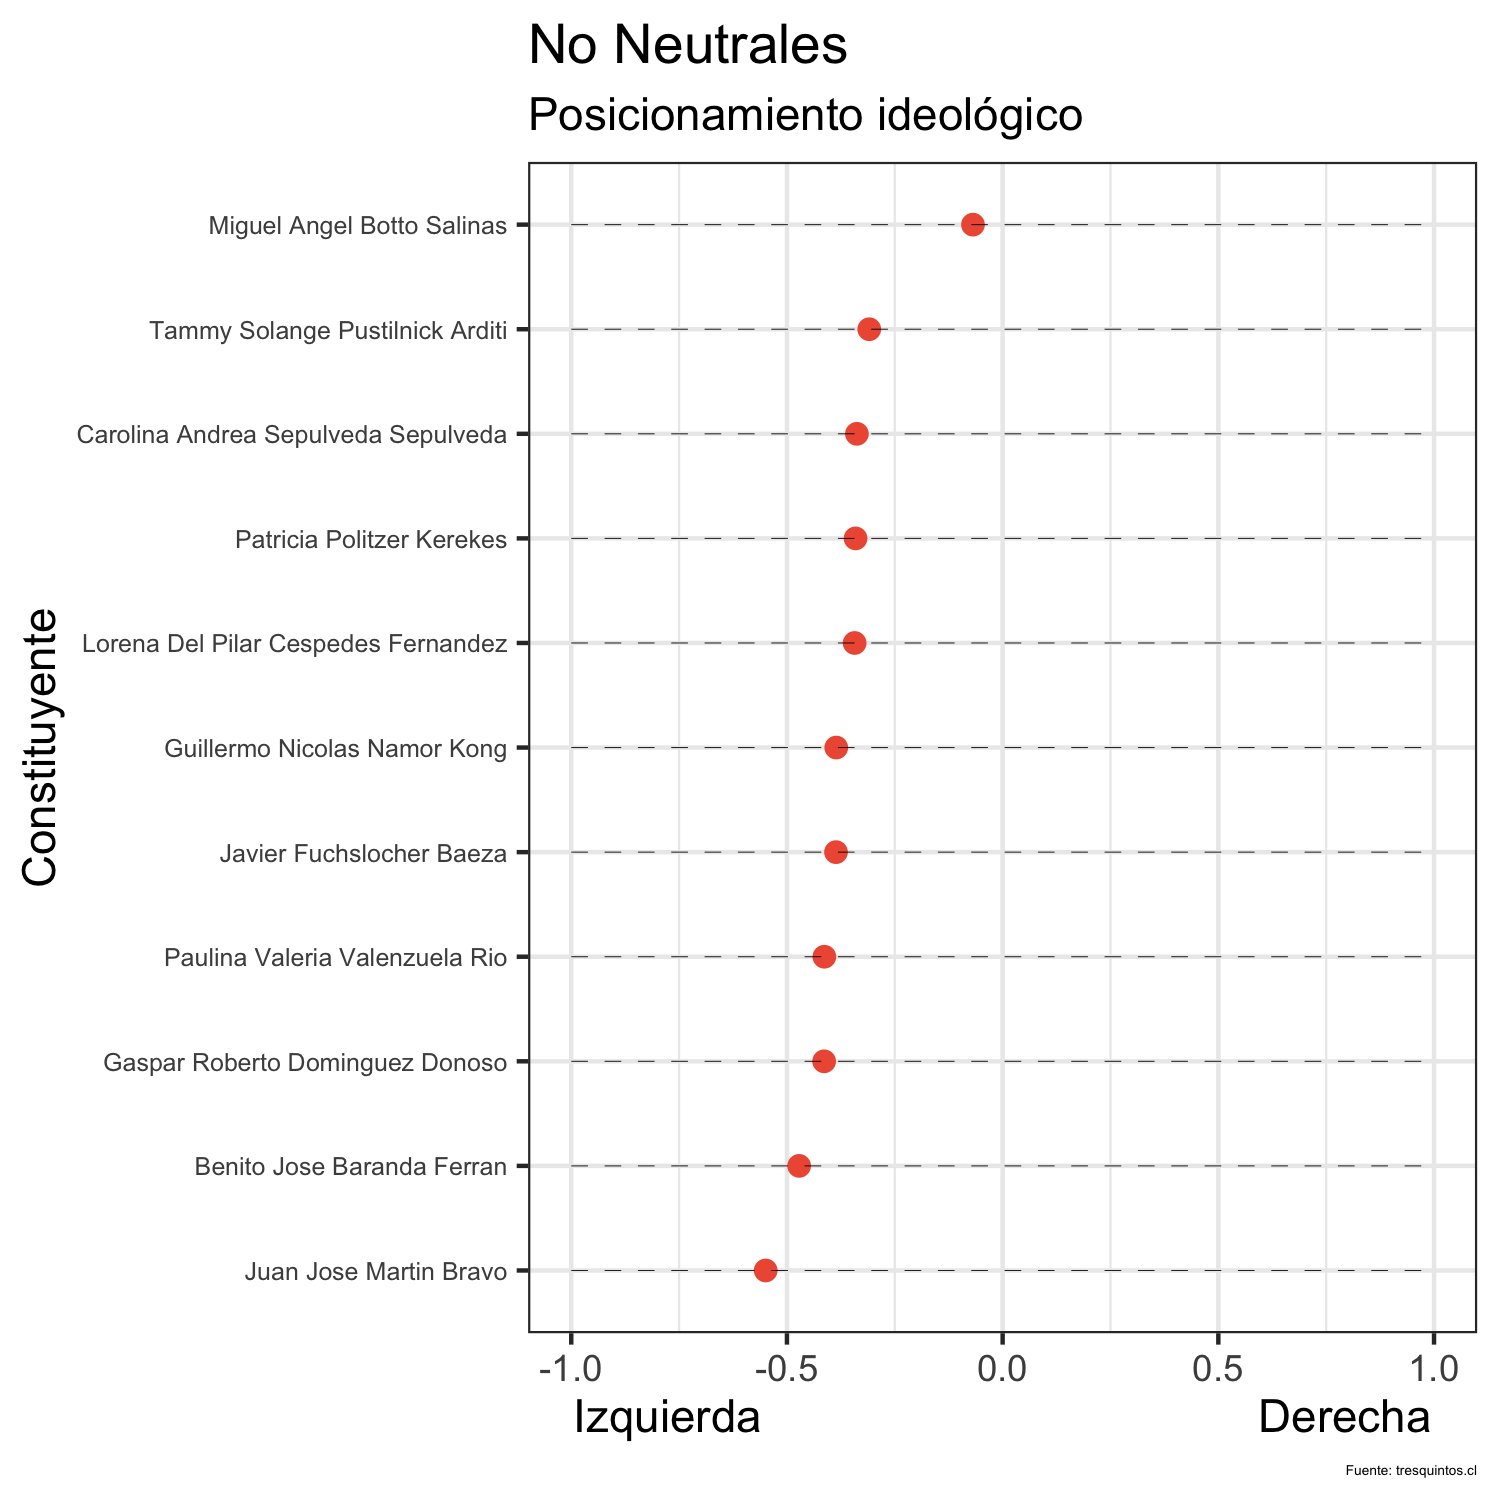 No Neutrales
Posicionamiento ideológico
Constituyente
Miguel Angel Botto Salinas
Tammy Solange Pustilnick Arditi
Carolina Andrea Sepulveda Sepulveda
Patricia Politzer Kerekes
Lorena Del Pilar Cespedes Fernandez
Guillermo Nicolas Namor Kong
Javier Fuchslocher Baeza
Paulina Valeria Valenzuela Rio
Gaspar Roberto Dominguez Donoso
Benito Jose Baranda Ferran
Juan Jose Martin Bravo
-1.0 -0.5 0.0 0.5 1.0
Izquierda Derecha
Fuente: tresquintos.cl